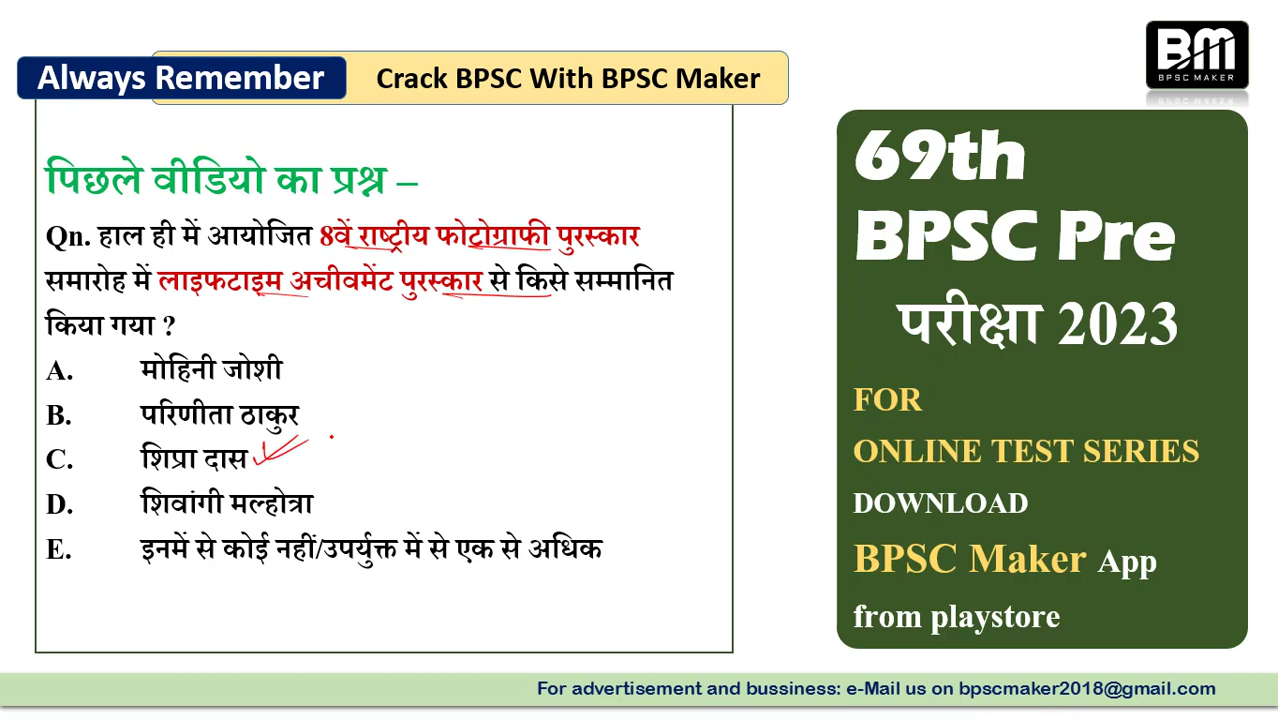 Always Remember
Crack BPSC With BPSC Maker
BM
BPSC MAKER
पिछले वीडियो का प्रश्न –
Qn. हाल ही में आयोजित 8वें राष्ट्रीय फोटोग्राफी पुरस्कार
समारोह में लाइफटाइम अचीवमेंट पुरस्कार से किसे सम्मानित
किया गया ?
A. मोहिनी जोशी
B. परिणीता ठाकुर
C. शिप्रा दास
D. शिवांगी मल्होत्रा
E. इनमें से कोई नहीं/उपर्युक्त में से एक से अधिक
69th
BPSC Pre
परीक्षा 2023
FOR
ONLINE TEST SERIES
DOWNLOAD
BPSC Maker App
from playstore
For advertisement and bussiness: e-Mail us on bpscmaker2018@gmail.com